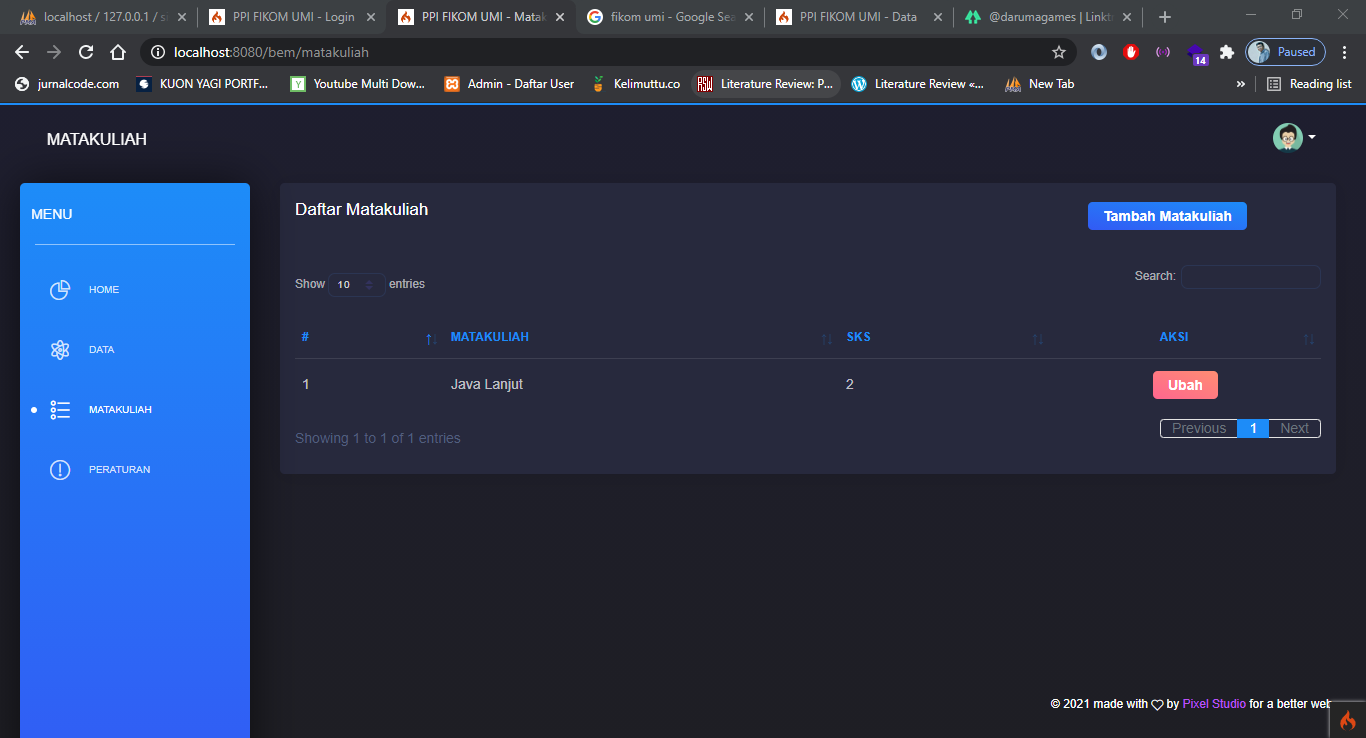 localhost / 127.0.0.1 / si
PPI FIKOM UMI - Login
PPI FIKOM UMI - Matak
fikom umi - Google Sea
PPI FIKOM UMI - Data
@darumagames | Linktr
localhost:8080/bem/matakuliah
14
Paused
jurnalcode.com
KUON YAGI PORTF...
Youtube Multi Dow...
Admin - Daftar User
Kelimuttu.co
RSW
Literature Review: P...
Literature Review «...
New Tab
»
Reading list
MATAKULIAH
MENU
HOME
DATA
MATAKULIAH
PERATURAN
Daftar Matakuliah
Tambah Matakuliah
Show 10 entries
Search:
# MATAKULIAH SKS AKSI
1 Java Lanjut 2 Ubah
Showing 1 to 1 of 1 entries
Previous 1 Next
© 2021 made with by Pixel Studio for a better web